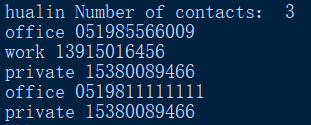 hualin Number of contacts:  3
office 051985566009
work 13915016456
private 15380089466
office 0519811111111
private 15380089466